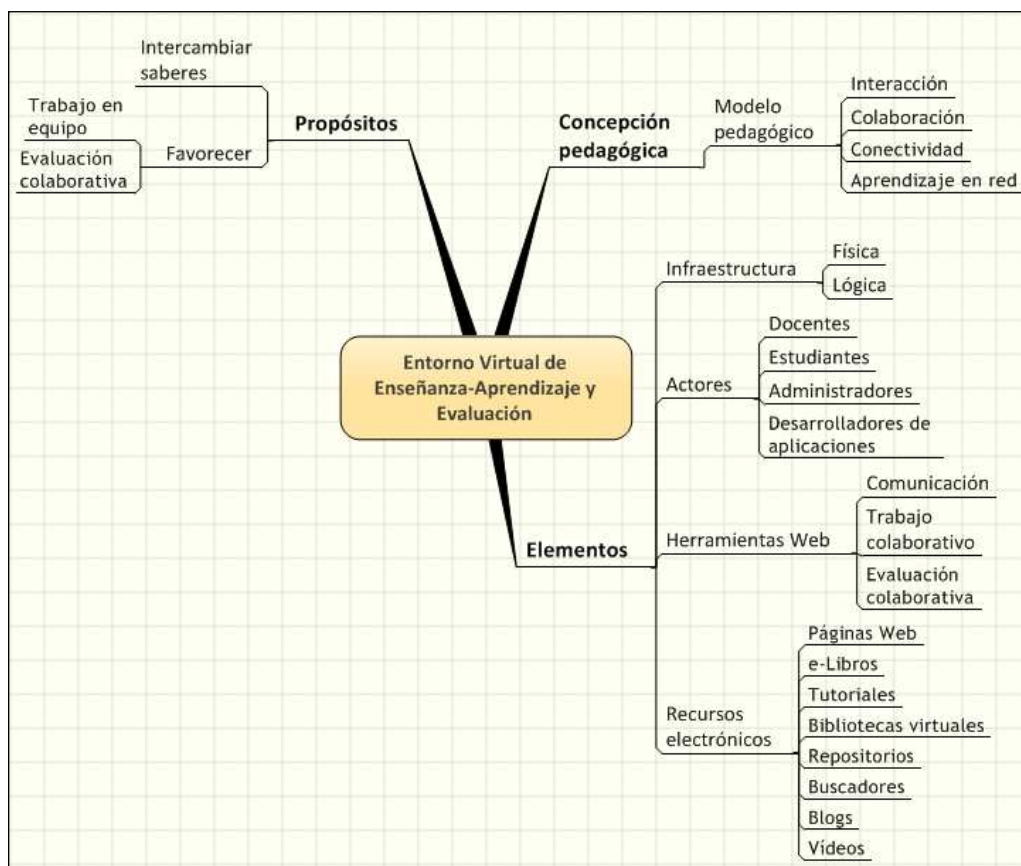 Intercambiar
saberes
Trabajo en
equipo
Evaluación
colaborativa
Favorecer
Propósitos
Concepción
pedagógica
Modelo
pedagógico
Interacción
Colaboración
Conectividad
Aprendizaje en red
Entorno Virtual de
Enseñanza-Aprendizaje y
Evaluación
Elementos
Infraestructura
Física
Lógica
Actores
Docentes
Estudiantes
Administradores
Desarrolladores de
aplicaciones
Herramientas Web
Comunicación
Trabajo
colaborativo
Evaluación
colaborativa
Recursos
electrónicos
Páginas Web
e-Libros
Tutoriales
Bibliotecas virtuales
Repositorios
Buscadores
Blogs
Vídeos